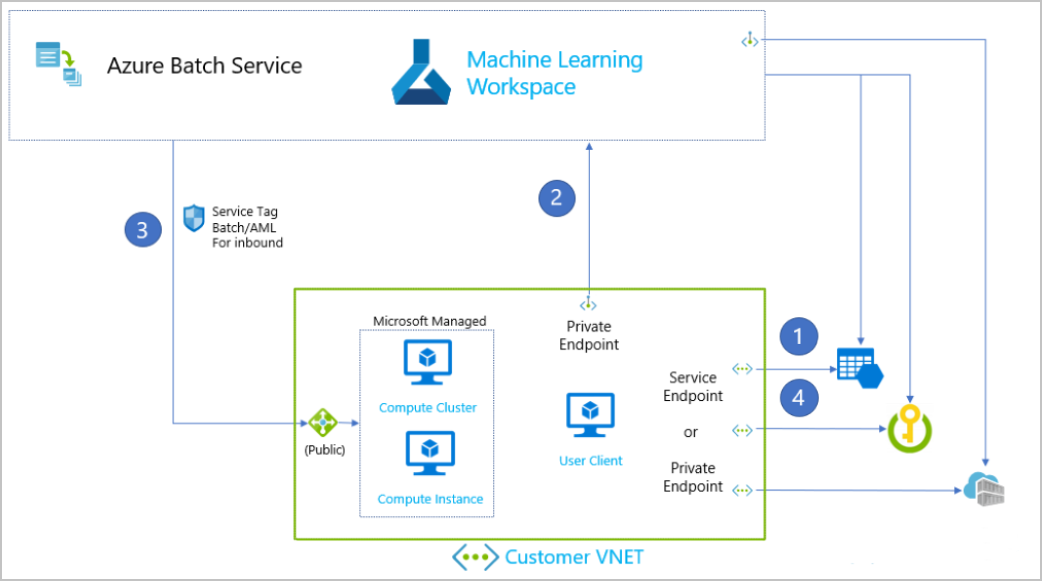 Azure Batch Service
Machine Learning
Workspace
2
3
Service Tag
Batch/AML
For inbound
Microsoft Managed
Private
Endpoint
1
Compute Cluster
Service
Endpoint
4
or
(Public)
User Client
Private
Endpoint
Compute Instance
Customer VNET